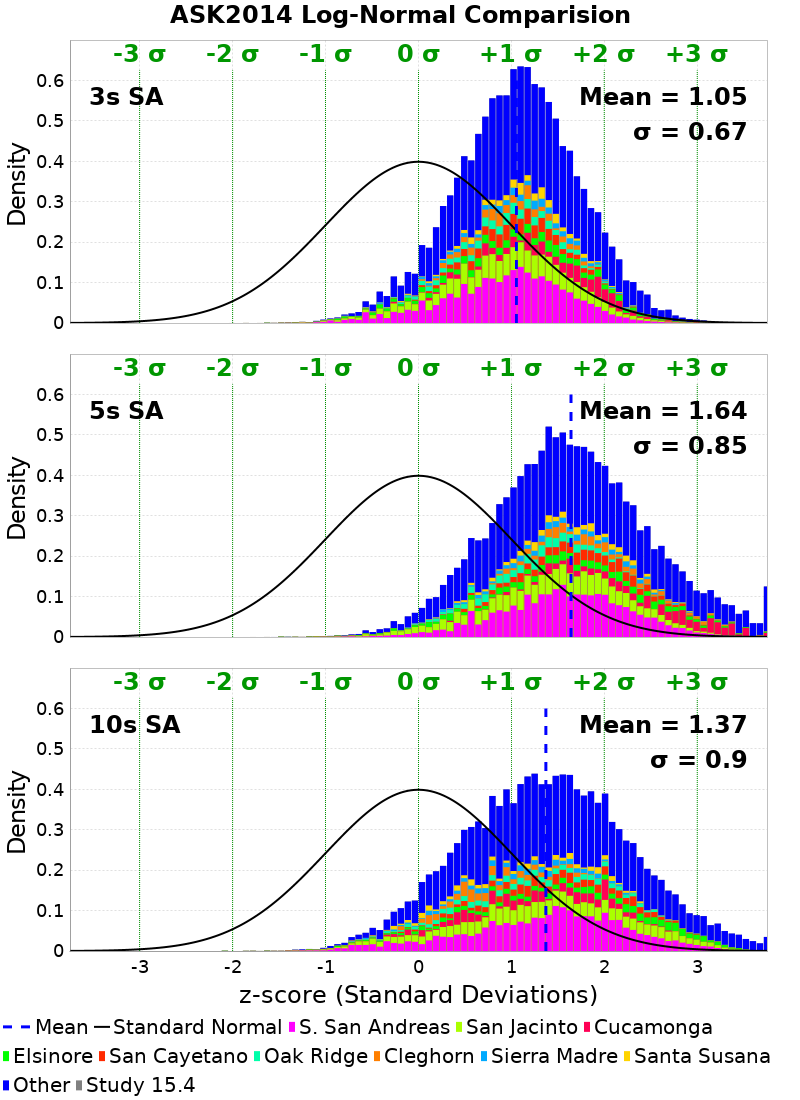 ASK2014 Log-Normal Comparision
-3 σ -2 σ -1 σ 0 σ +1 σ +2 σ +3 σ
3s SA
Mean = 1.05
σ = 0.67
Density
0.6
0.5
0.4
0.3
0.2
0.1
0
-3 σ -2 σ -1 σ 0 σ +1 σ +2 σ +3 σ
5s SA
Mean = 1.64
σ = 0.85
Density
0.6
0.5
0.4
0.3
0.2
0.1
0
-3 σ -2 σ -1 σ 0 σ +1 σ +2 σ +3 σ
10s SA
Mean = 1.37
σ = 0.9
Density
0.6
0.5
0.4
0.3
0.2
0.1
0
-3 -2 -1 0 1 2 3
z-score (Standard Deviations)
Mean Standard Normal S. San Andreas San Jacinto Cucamonga
Elsinore San Cayetano Oak Ridge Cleghorn Sierra Madre Santa Susana
Other Study 15.4